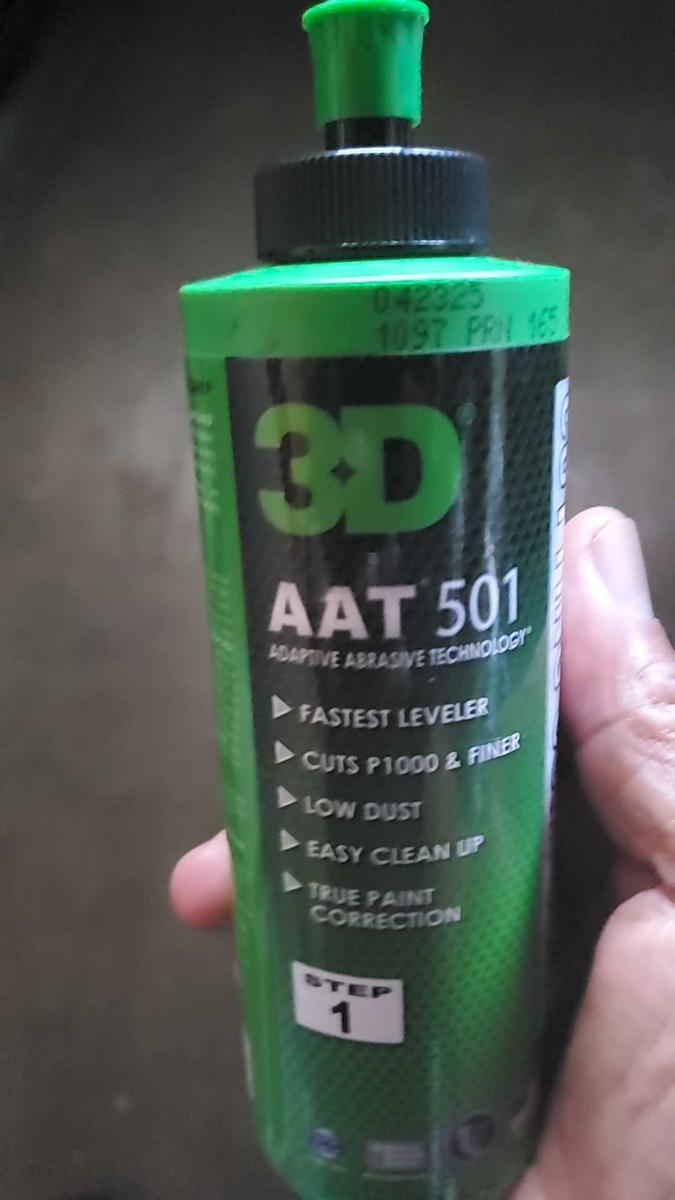 042325
1097 PRN 165
3D
AAT 501
ADAPTIVE ABRASIVE TECHNOLOGY
FASTEST LEVELER
CUTS P1000 & FINER
LOW DUST
EASY CLEAN UP
TRUE PAINT
CORRECTION
STEP
1